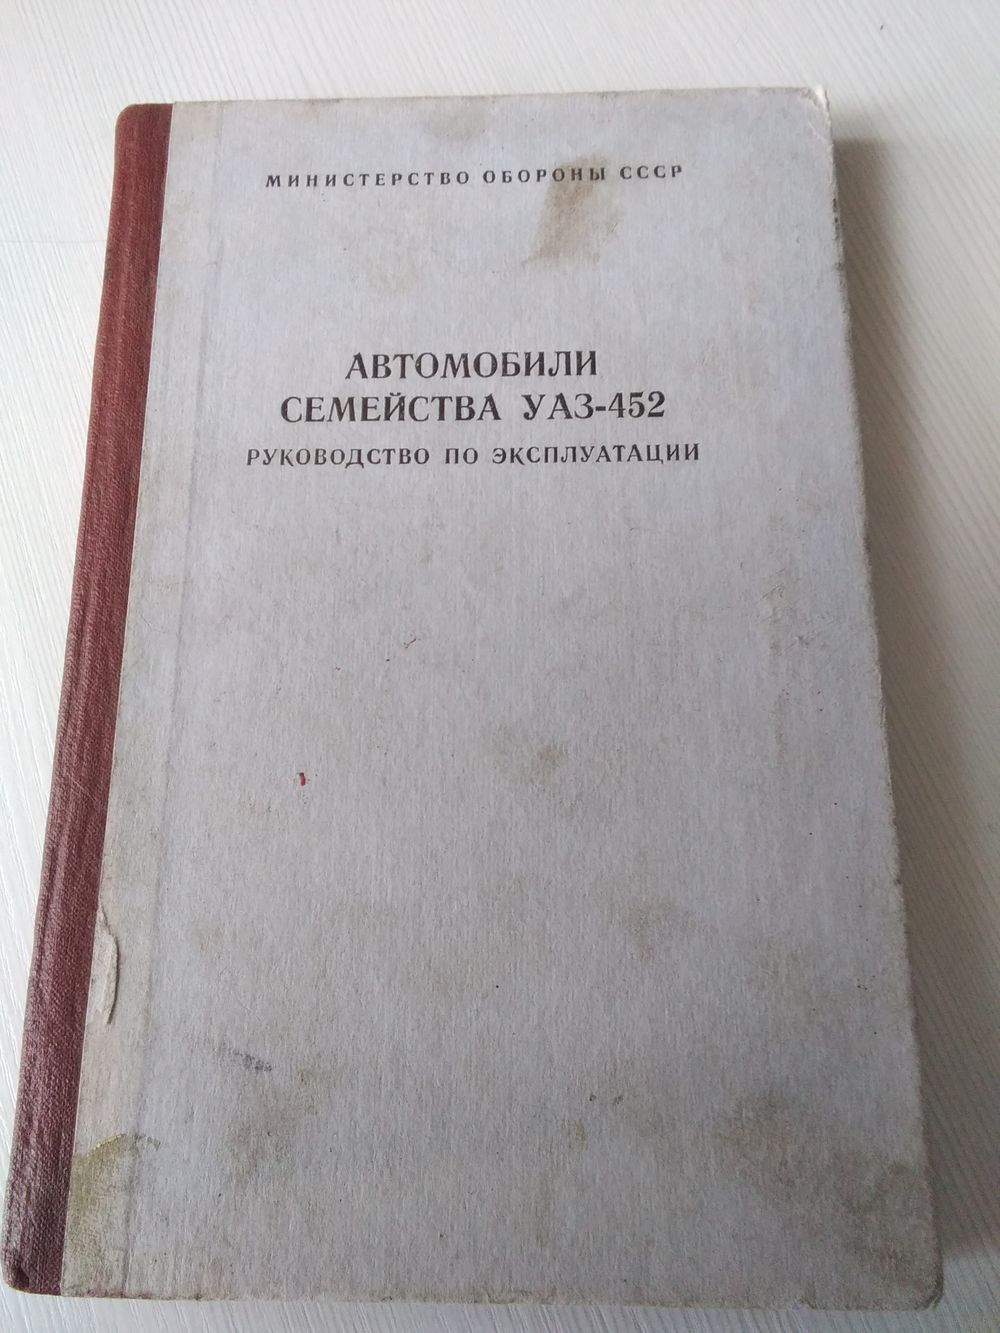 МИНИСТЕРСТВО ОБОРОНЫ СССР
АВТОМОБИЛИ
СЕМЕЙСТВА УАЗ-452
РУКОВОДСТВО ПО ЭКСПЛУАТАЦИИ